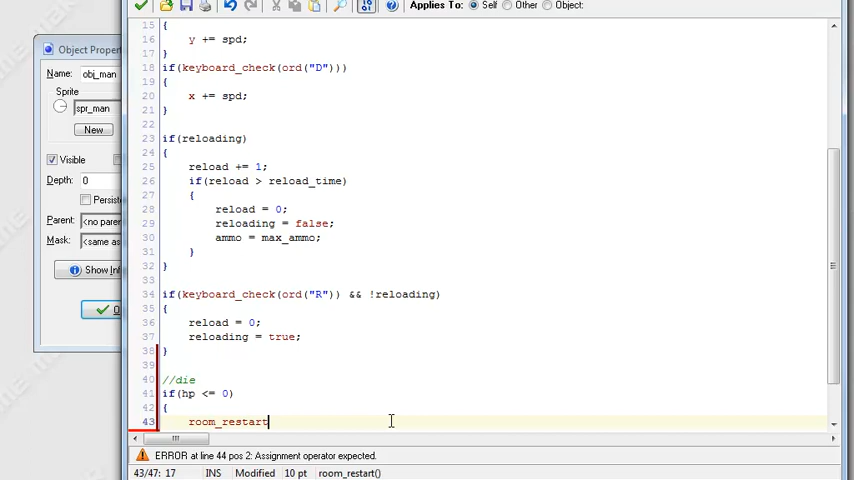 Applies To: Self Other Object:
Object Properties
Name: obj_man
Sprite
spr_man
New
Visible
Depth: 0
Persist
Parent: <no paren
Mask: <same as
Show Inf
15 {
16 y += spd;
17 }
18 if(keyboard_check(ord("D")))
19 {
20 x += spd;
21 }
22
23 if(reloading)
24 {
25 reload += 1;
26 if(reload > reload_time)
27 {
28 reload = 0;
29 reloading = false;
30 ammo = max_ammo;
31 }
32 }
33
34 if(keyboard_check(ord("R")) && !reloading)
35 {
36 reload = 0;
37 reloading = true;
38 }
39
40 //die
41 if(hp <= 0)
42 {
43 room_restart
ERROR at line 44 pos 2: Assignment operator expected.
43/47: 17 INS Modified 10 pt room_restart()